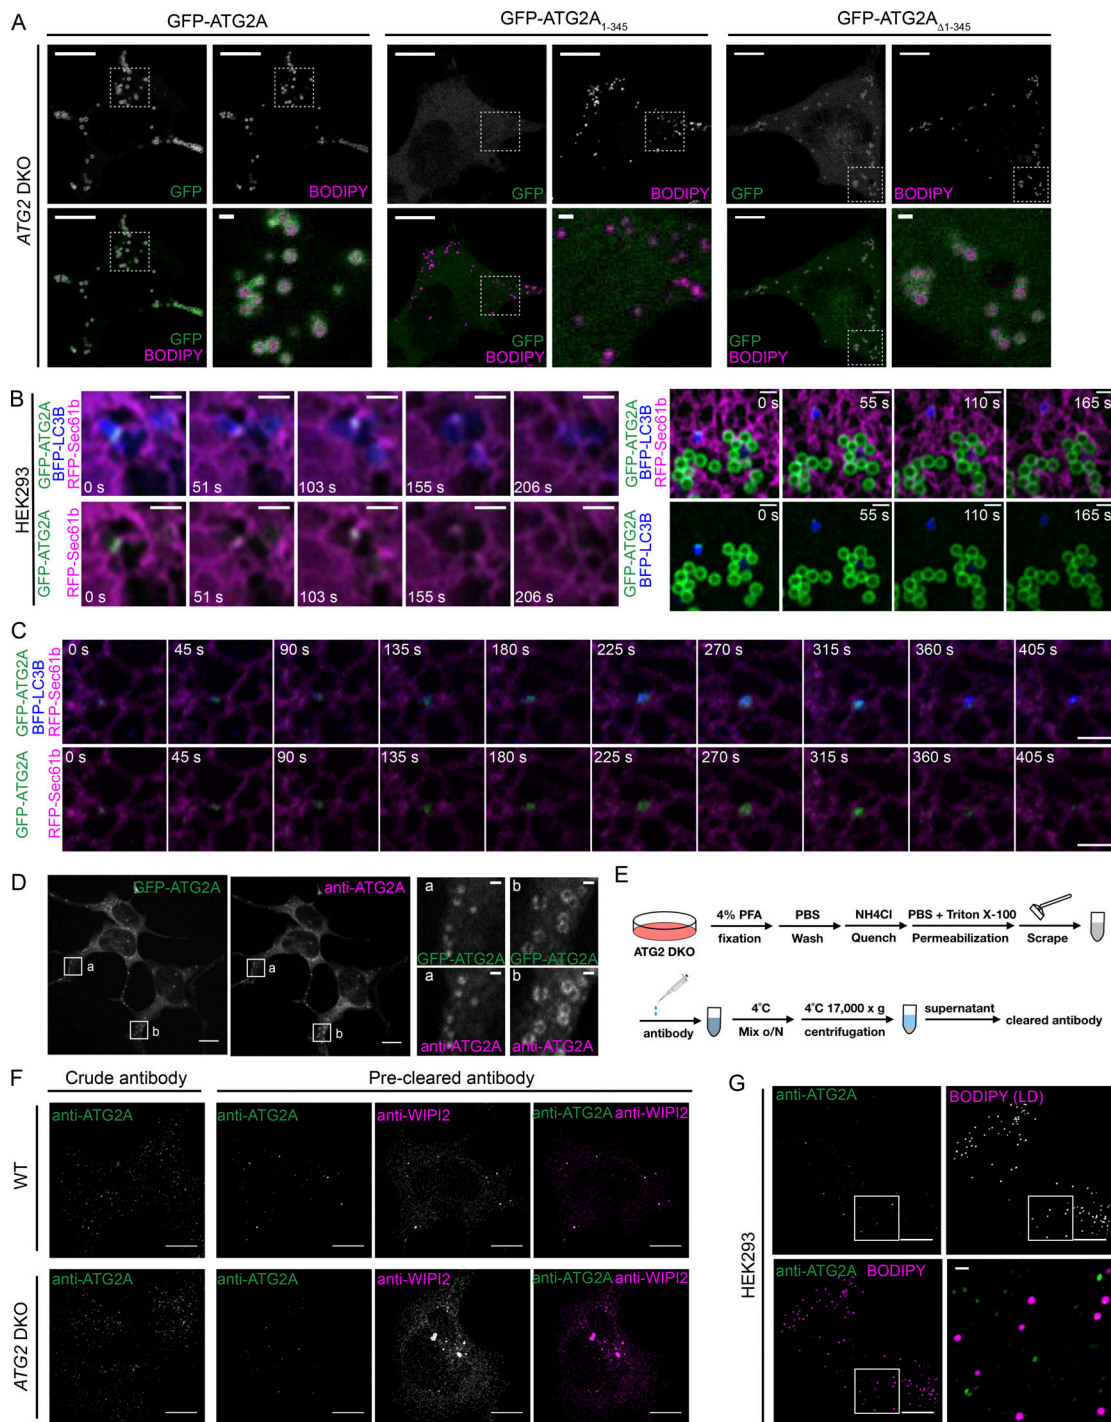 A
GFP-ATG2A
GFP-ATG2A1-345
GFP-ATG2AΔ1-345
ATG2 DKO
GFP
BODIPY
GFP
BODIPY
GFP
BODIPY
GFP
BODIPY
GFP
BODIPY
GFP
BODIPY
B
HEK293
GFP-ATG2A
BFP-LC3B
RFP-Sec61b
0 s
51 s
103 s
155 s
206 s
GFP-ATG2A
RFP-Sec61b
0 s
51 s
103 s
155 s
206 s
GFP-ATG2A
BFP-LC3B
RFP-Sec61b
0 s
55 s
110 s
165 s
GFP-ATG2A
BFP-LC3B
0 s
55 s
110 s
165 s
C
GFP-ATG2A
BFP-LC3B
RFP-Sec61b
0 s
45 s
90 s
135 s
180 s
225 s
270 s
315 s
360 s
405 s
GFP-ATG2A
RFP-Sec61b
0 s
45 s
90 s
135 s
180 s
225 s
270 s
315 s
360 s
405 s
D
GFP-ATG2A
a
b
anti-ATG2A
a
b
a
GFP-ATG2A
b
GFP-ATG2A
a
anti-ATG2A
b
anti-ATG2A
E
ATG2 DKO
4% PFA
fixation
PBS
Wash
NH4Cl
Quench
PBS + Triton X-100
Permeabilization
Scrape
antibody
4°C
Mix o/N
4°C 17,000 x g
centrifugation
supernatant
cleared antibody
F
Crude antibody
Pre-cleared antibody
WT
anti-ATG2A
anti-ATG2A
anti-WIPI2
anti-ATG2A anti-WIPI2
ATG2 DKO
anti-ATG2A
anti-ATG2A
anti-WIPI2
anti-ATG2A anti-WIPI2
G
HEK293
anti-ATG2A
BODIPY (LD)
anti-ATG2A BODIPY